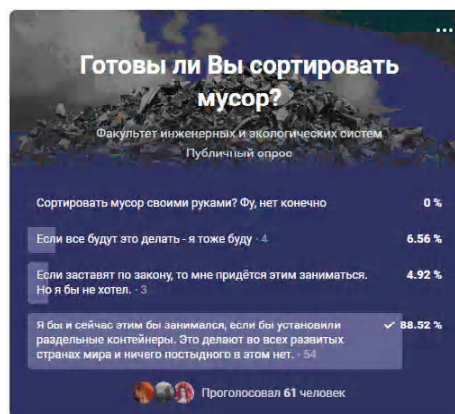 Готовы ли Вы сортировать
мусор?
Факультет инженерных и экологических систем
Публичный опрос
Сортировать мусор своими руками? Фу, нет конечно
0 %
Если все будут это делать - я тоже буду · 4
6.56 %
Если заставят по закону, то мне придётся этим заниматься.
Но я бы не хотел. · 3
4.92 %
Я бы и сейчас этим бы занимался, если бы установили
раздельные контейнеры. Это делают во всех развитых
странах мира и ничего постыдного в этом нет. · 54
88.52 %
Проголосовал 61 человек